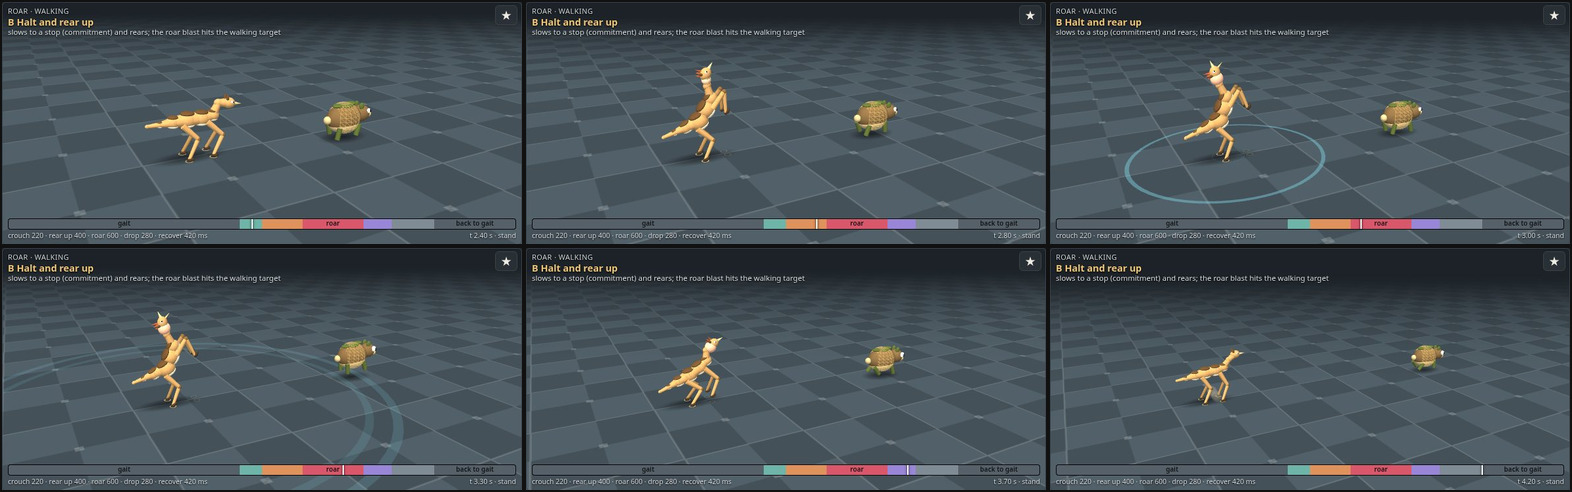 ROAR · WALKING
B Halt and rear up
slows to a stop (commitment) and rears; the roar blast hits the walking target
gait roar back to gait
crouch 220 · rear up 400 · roar 600 · drop 280 · recover 420 ms t 2.40 s · stand
ROAR · WALKING
B Halt and rear up
slows to a stop (commitment) and rears; the roar blast hits the walking target
gait roar back to gait
crouch 220 · rear up 400 · roar 600 · drop 280 · recover 420 ms t 2.80 s · stand
ROAR · WALKING
B Halt and rear up
slows to a stop (commitment) and rears; the roar blast hits the walking target
gait roar back to gait
crouch 220 · rear up 400 · roar 600 · drop 280 · recover 420 ms t 3.00 s · stand
ROAR · WALKING
B Halt and rear up
slows to a stop (commitment) and rears; the roar blast hits the walking target
gait roar back to gait
crouch 220 · rear up 400 · roar 600 · drop 280 · recover 420 ms t 3.30 s · stand
ROAR · WALKING
B Halt and rear up
slows to a stop (commitment) and rears; the roar blast hits the walking target
gait roar back to gait
crouch 220 · rear up 400 · roar 600 · drop 280 · recover 420 ms t 3.70 s · stand
ROAR · WALKING
B Halt and rear up
slows to a stop (commitment) and rears; the roar blast hits the walking target
gait roar back to gait
crouch 220 · rear up 400 · roar 600 · drop 280 · recover 420 ms t 4.20 s · stand